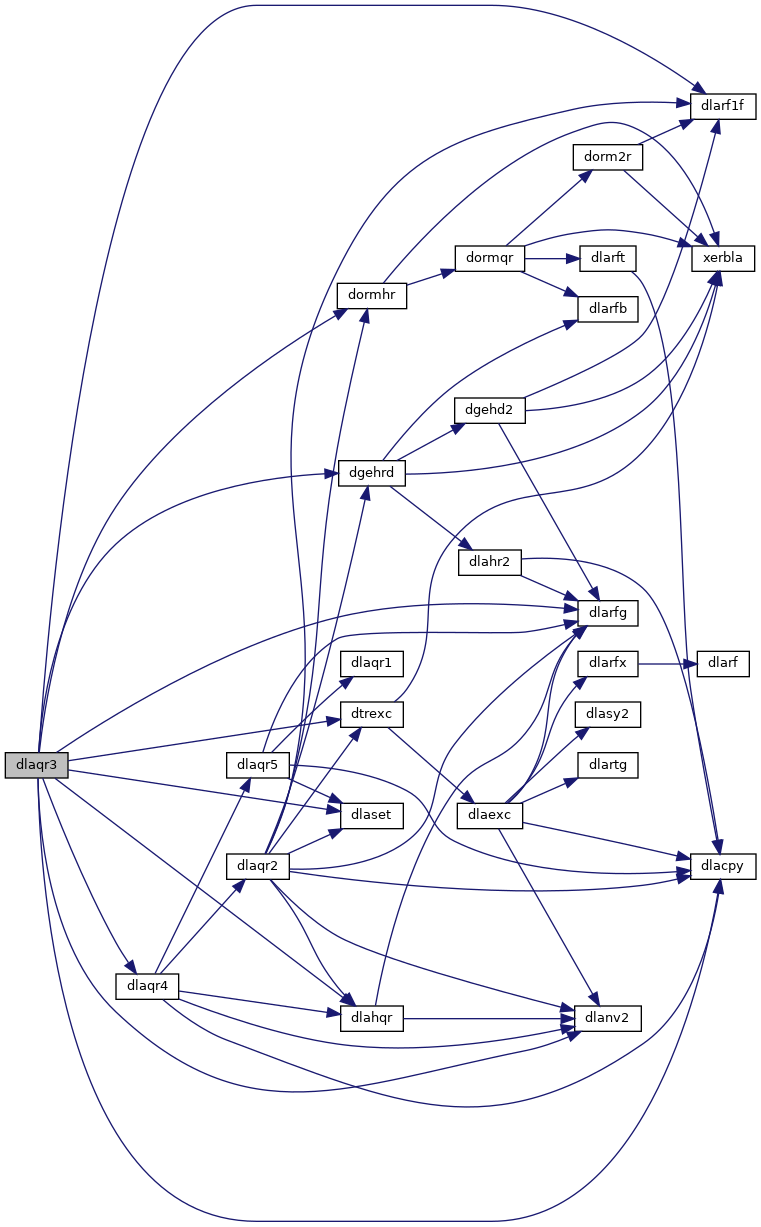 dlarf1f
dorm2r
dormqr
dlarft
xerbla
dormhr
dlarfb
dgehd2
dgehrd
dlahr2
dlarfg
dlaqr1
dlarfx
dlarf
dtrexc
dlasy2
dlaqr3
dlaqr5
dlartg
dlaset
dlaexc
dlaqr2
dlacpy
dlaqr4
dlahqr
dlanv2